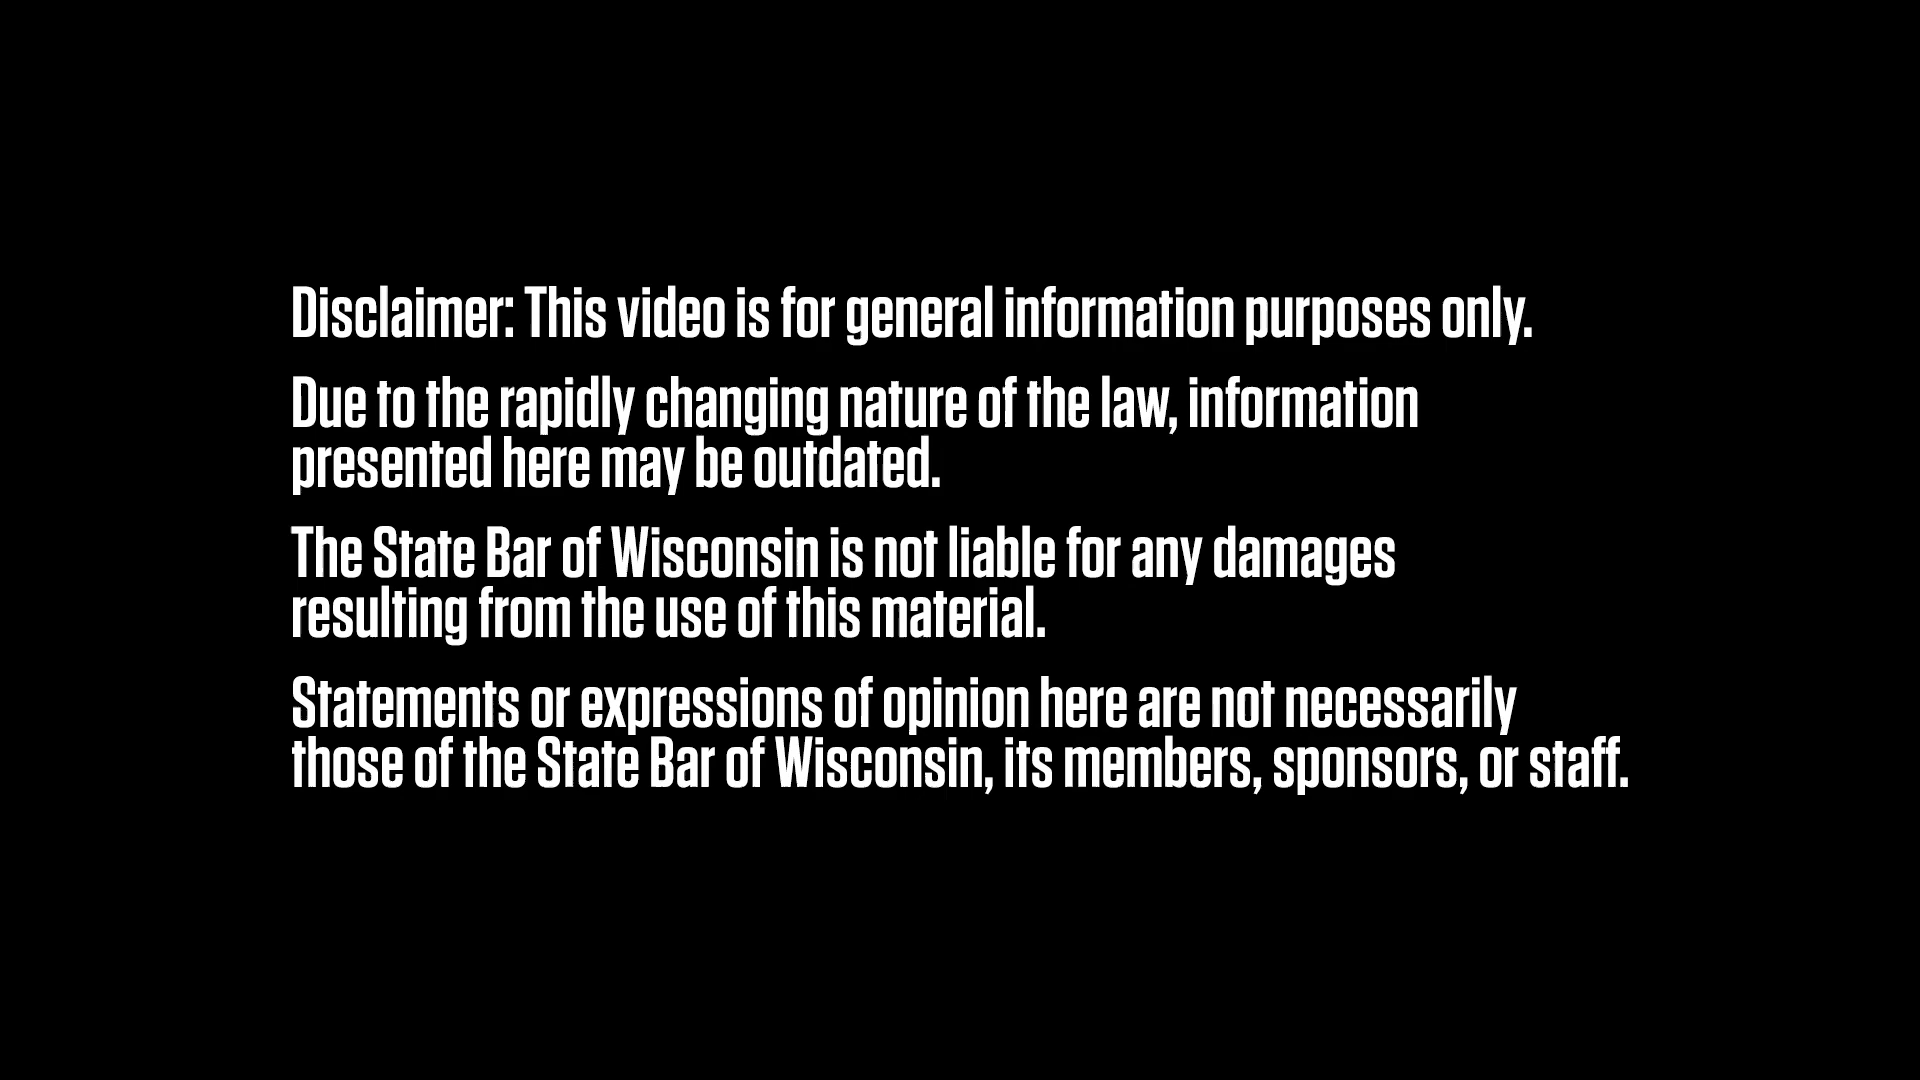 Disclaimer: This video is for general information purposes only.
Due to the rapidly changing nature of the law, information
presented here may be outdated.
The State Bar of Wisconsin is not liable for any damages
resulting from the use of this material.
Statements or expressions of opinion here are not necessarily
those of the State Bar of Wisconsin, its members, sponsors, or staff.